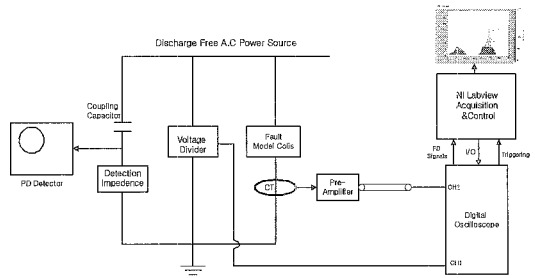 Discharge Free A.C Power Source
Coupling
Capacitor
PD Detector
Detection
Impedence
Voltage
Divider
Fault
Model Coils
CT
Pre-
Amplifier
NI Labview
Acquisition
&Control
PD
Signals
I/O
Triggering
CH2
Digital
Oscilloscope
CH1